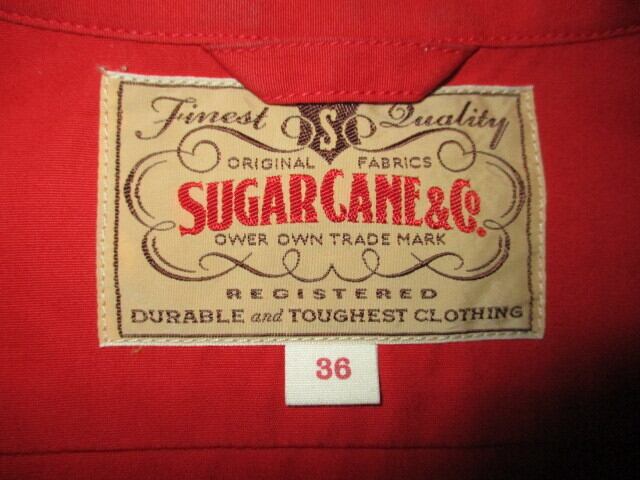 Finest S Quality
ORIGINAL FABRICS
SUGAR CANE & Co.
OWER OWN TRADE MARK
REGISTERED
DURABLE and TOUGHEST CLOTHING
36